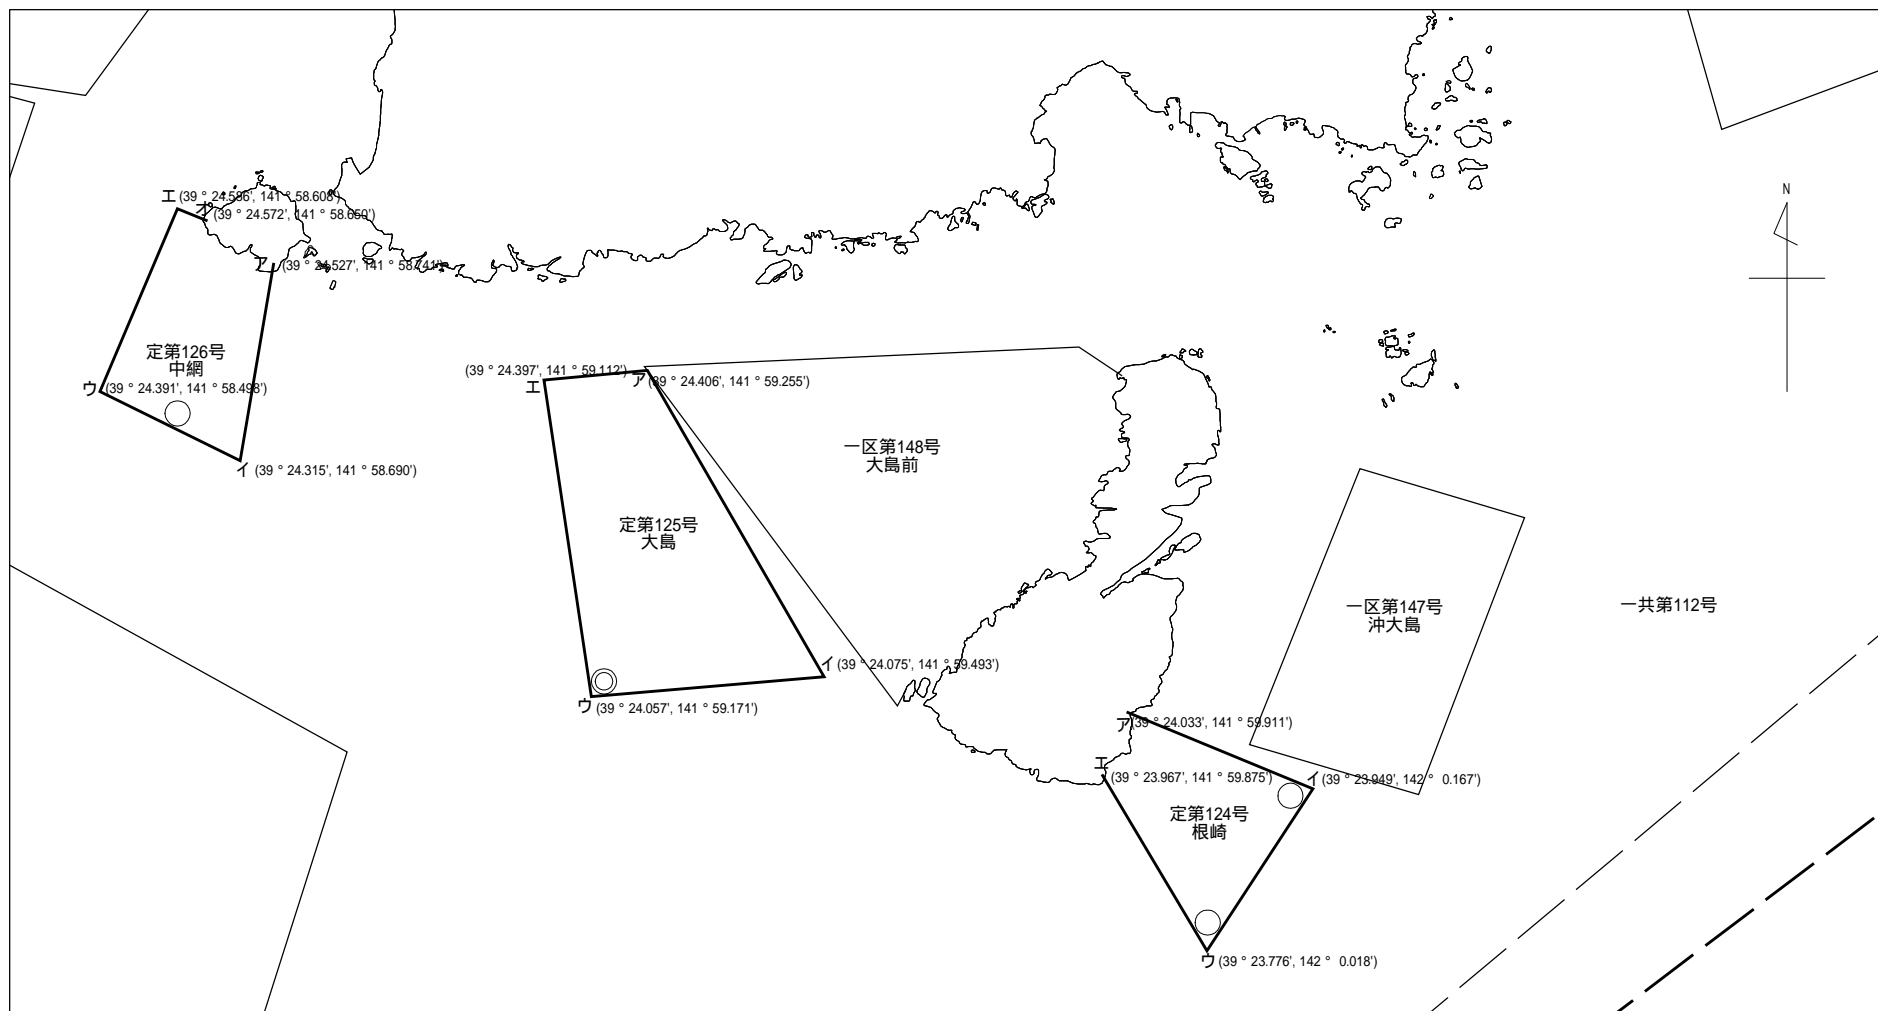 N
エ (39 ° 24.586', 141 ° 58.608')
オ (39 ° 24.572', 141 ° 58.650')
ア (39 ° 24.527', 141 ° 58.741')
定第126号
中網
ウ (39 ° 24.391', 141 ° 58.498')
イ (39 ° 24.315', 141 ° 58.690')
(39 ° 24.397', 141 ° 59.112')
エ
ア (39 ° 24.406', 141 ° 59.255')
一区第148号
大島前
定第125号
大島
イ (39 ° 24.075', 141 ° 59.493')
ウ (39 ° 24.057', 141 ° 59.171')
一区第147号
沖大島
一共第112号
ア (39 ° 24.033', 141 ° 59.911')
エ
(39 ° 23.967', 141 ° 59.875')
イ (39 ° 23.949', 142 ° 0.167')
定第124号
根崎
ウ (39 ° 23.776', 142 ° 0.018')